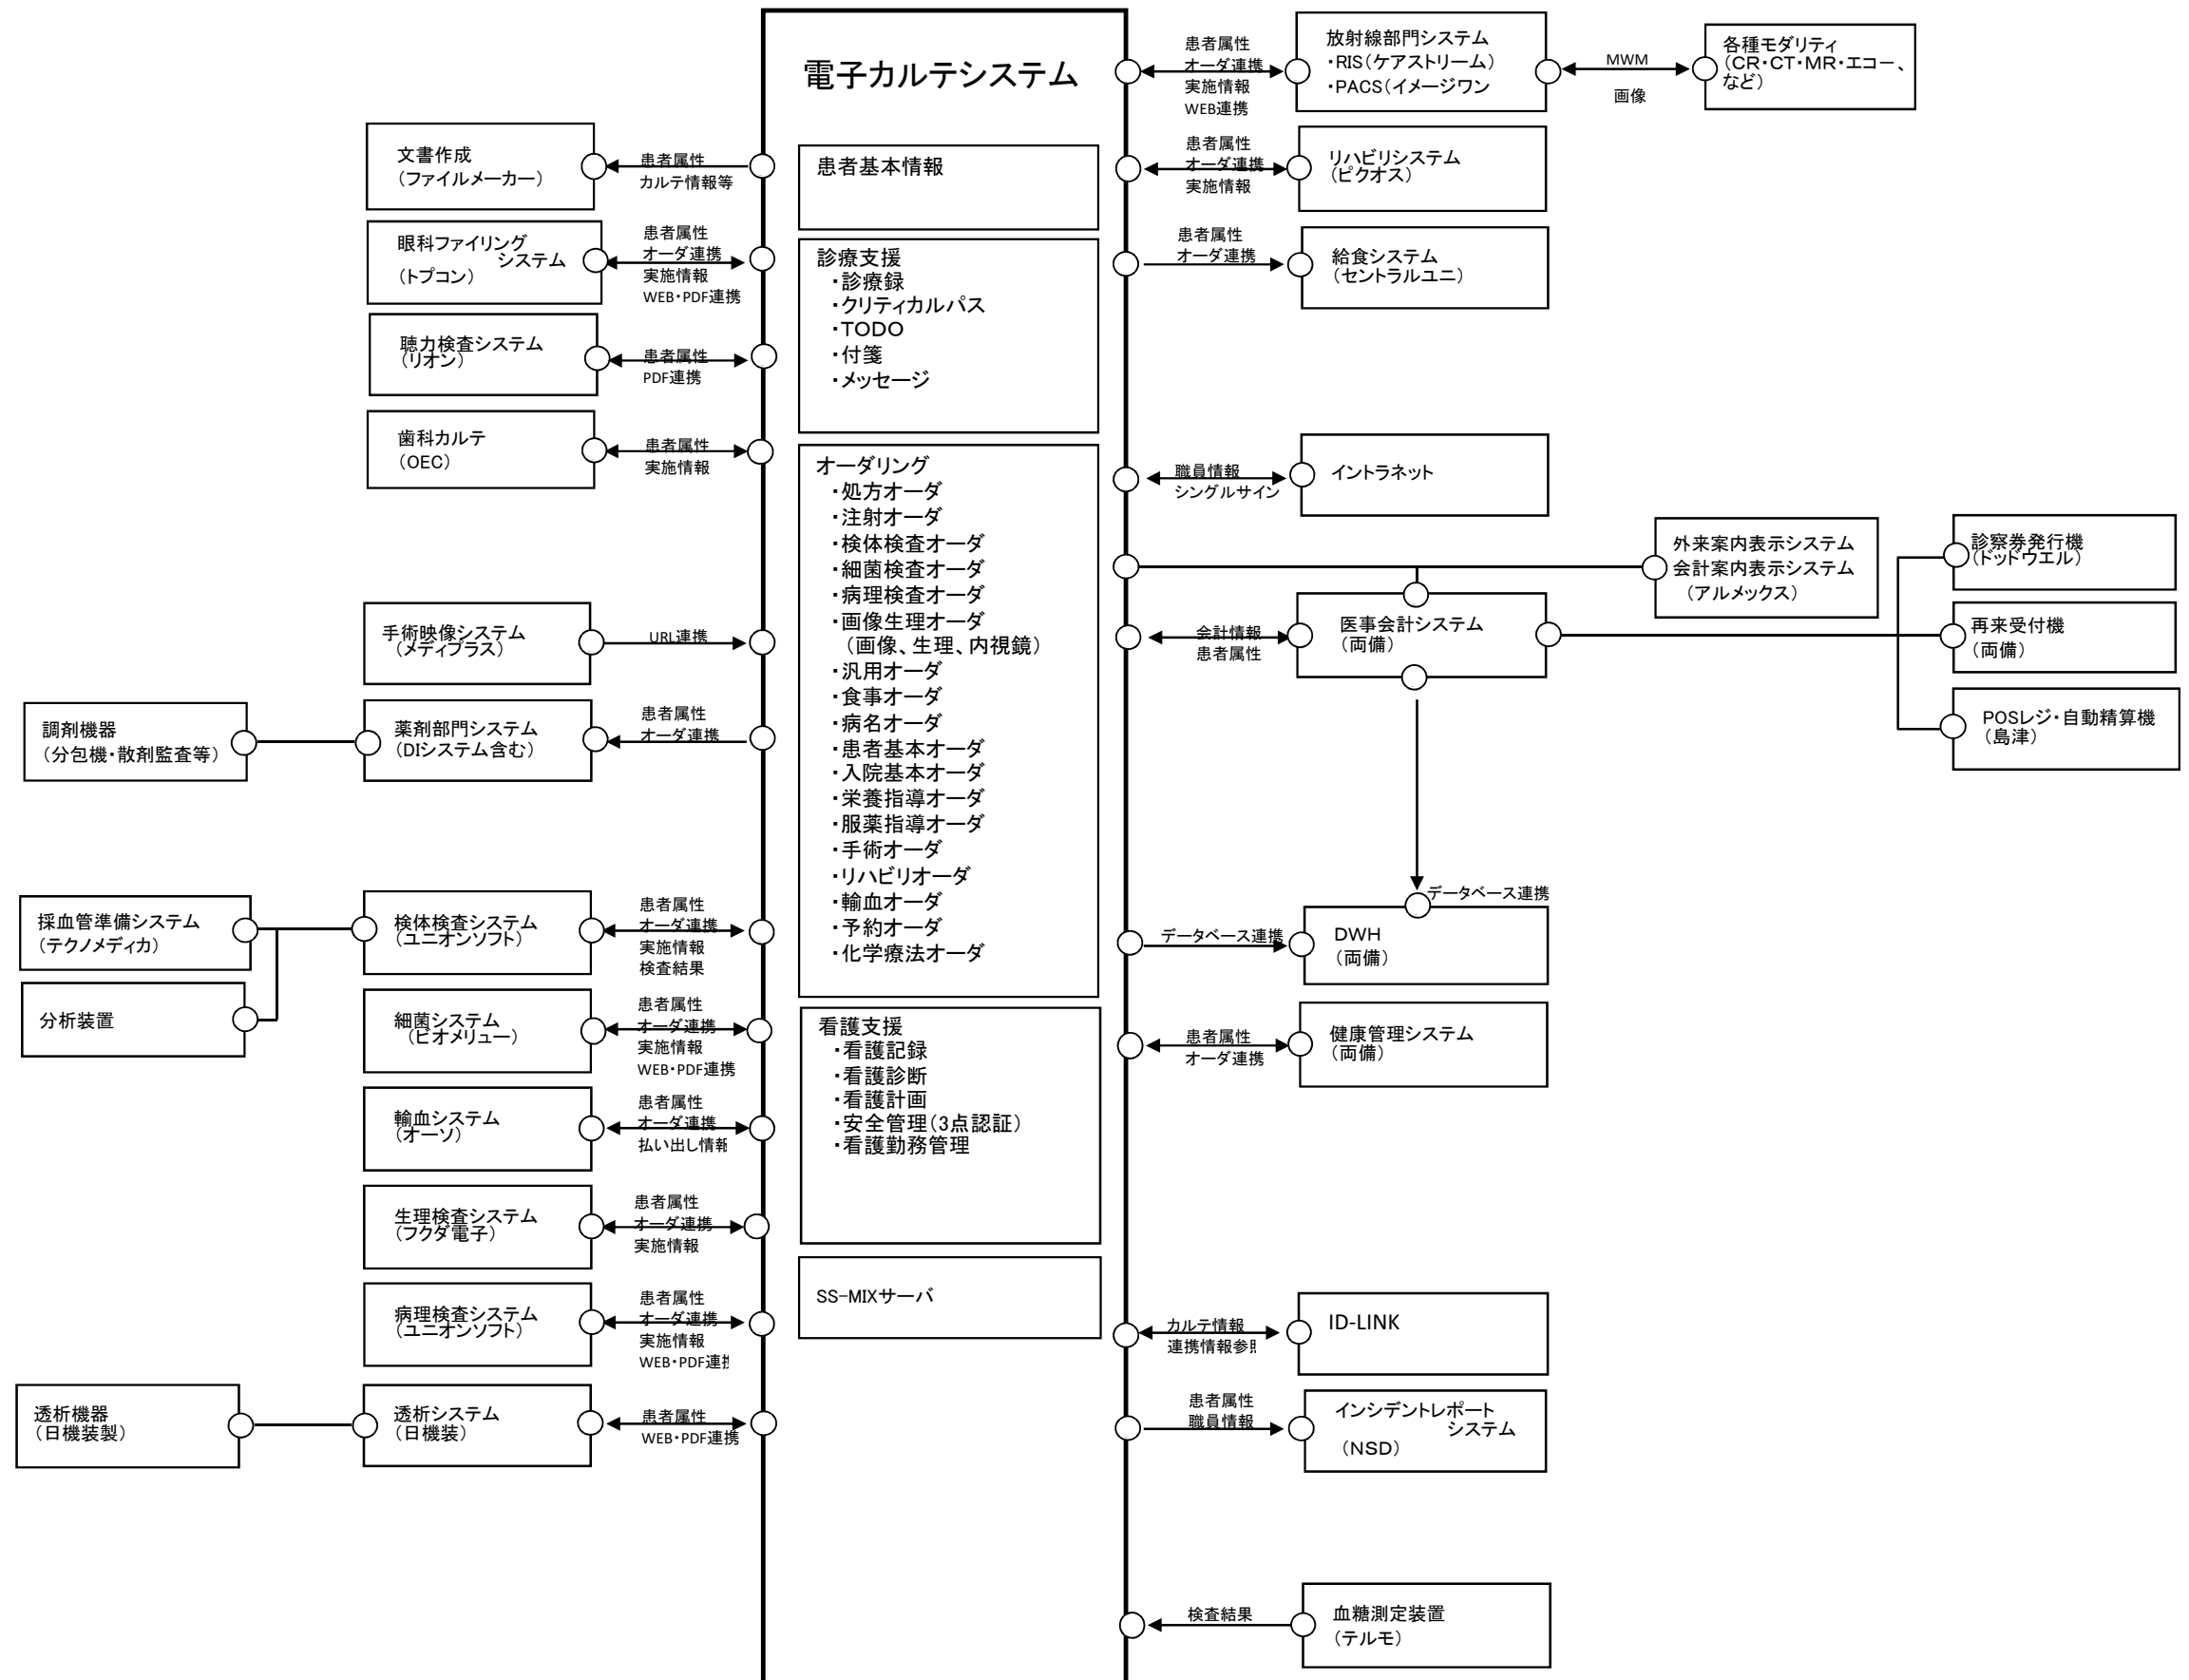 電子カルテシステム
患者基本情報
診療支援
・診療録
・クリティカルパス
・TODO
・付箋
・メッセージ
オーダリング
・処方オーダ
・注射オーダ
・検体検査オーダ
・細菌検査オーダ
・病理検査オーダ
・画像生理オーダ
（画像、生理、内視鏡）
・汎用オーダ
・食事オーダ
・病名オーダ
・患者基本オーダ
・入院基本オーダ
・栄養指導オーダ
・服薬指導オーダ
・手術オーダ
・リハビリオーダ
・輸血オーダ
・予約オーダ
・化学療法オーダ
看護支援
・看護記録
・看護診断
・看護計画
・安全管理（3点認証）
・看護勤務管理
SS-MIXサーバ
文書作成
（ファイルメーカー）
患者属性
カルテ情報等
眼科ファイリング
システム
（トプコン）
患者属性
オーダ連携
実施情報
WEB・PDF連携
聴力検査システム
（リオン）
患者属性
PDF連携
歯科カルテ
（OEC）
患者属性
実施情報
手術映像システム
（メディプラス）
URL連携
調剤機器
（分包機・散剤監査等）
薬剤部門システム
（DIシステム含む）
患者属性
オーダ連携
採血管準備システム
（テクノメディカ）
分析装置
検体検査システム
（ユニオンソフト）
患者属性
オーダ連携
実施情報
検査結果
細菌システム
（ビオメリュー）
患者属性
オーダ連携
実施情報
WEB・PDF連携
輸血システム
（オーソ）
患者属性
オーダ連携
払い出し情報
生理検査システム
（フクダ電子）
患者属性
オーダ連携
実施情報
病理検査システム
（ユニオンソフト）
患者属性
オーダ連携
実施情報
WEB・PDF連
透析機器
（日機装製）
透析システム
（日機装）
患者属性
WEB・PDF連携
患者属性
オーダ連携
実施情報
WEB連携
放射線部門システム
・RIS（ケアストリーム）
・PACS（イメージワン
MWM
画像
各種モダリティ
（CR・CT・MR・エコー、
など）
患者属性
オーダ連携
実施情報
リハビリシステム
（ピクオス）
患者属性
オーダ連携
給食システム
（セントラルユニ）
職員情報
シングルサイン
イントラネット
外来案内表示システム
会計案内表示システム
（アルメックス）
診察券発行機
（ドッドウエル）
会計情報
患者属性
医事会計システム
（両備）
再来受付機
（両備）
POSレジ・自動精算機
（島津）
データベース連携
データベース連携
DWH
（両備）
患者属性
オーダ連携
健康管理システム
（両備）
カルテ情報
連携情報参
ID-LINK
患者属性
職員情報
インシデントレポート
システム
（NSD）
検査結果
血糖測定装置
（テルモ）